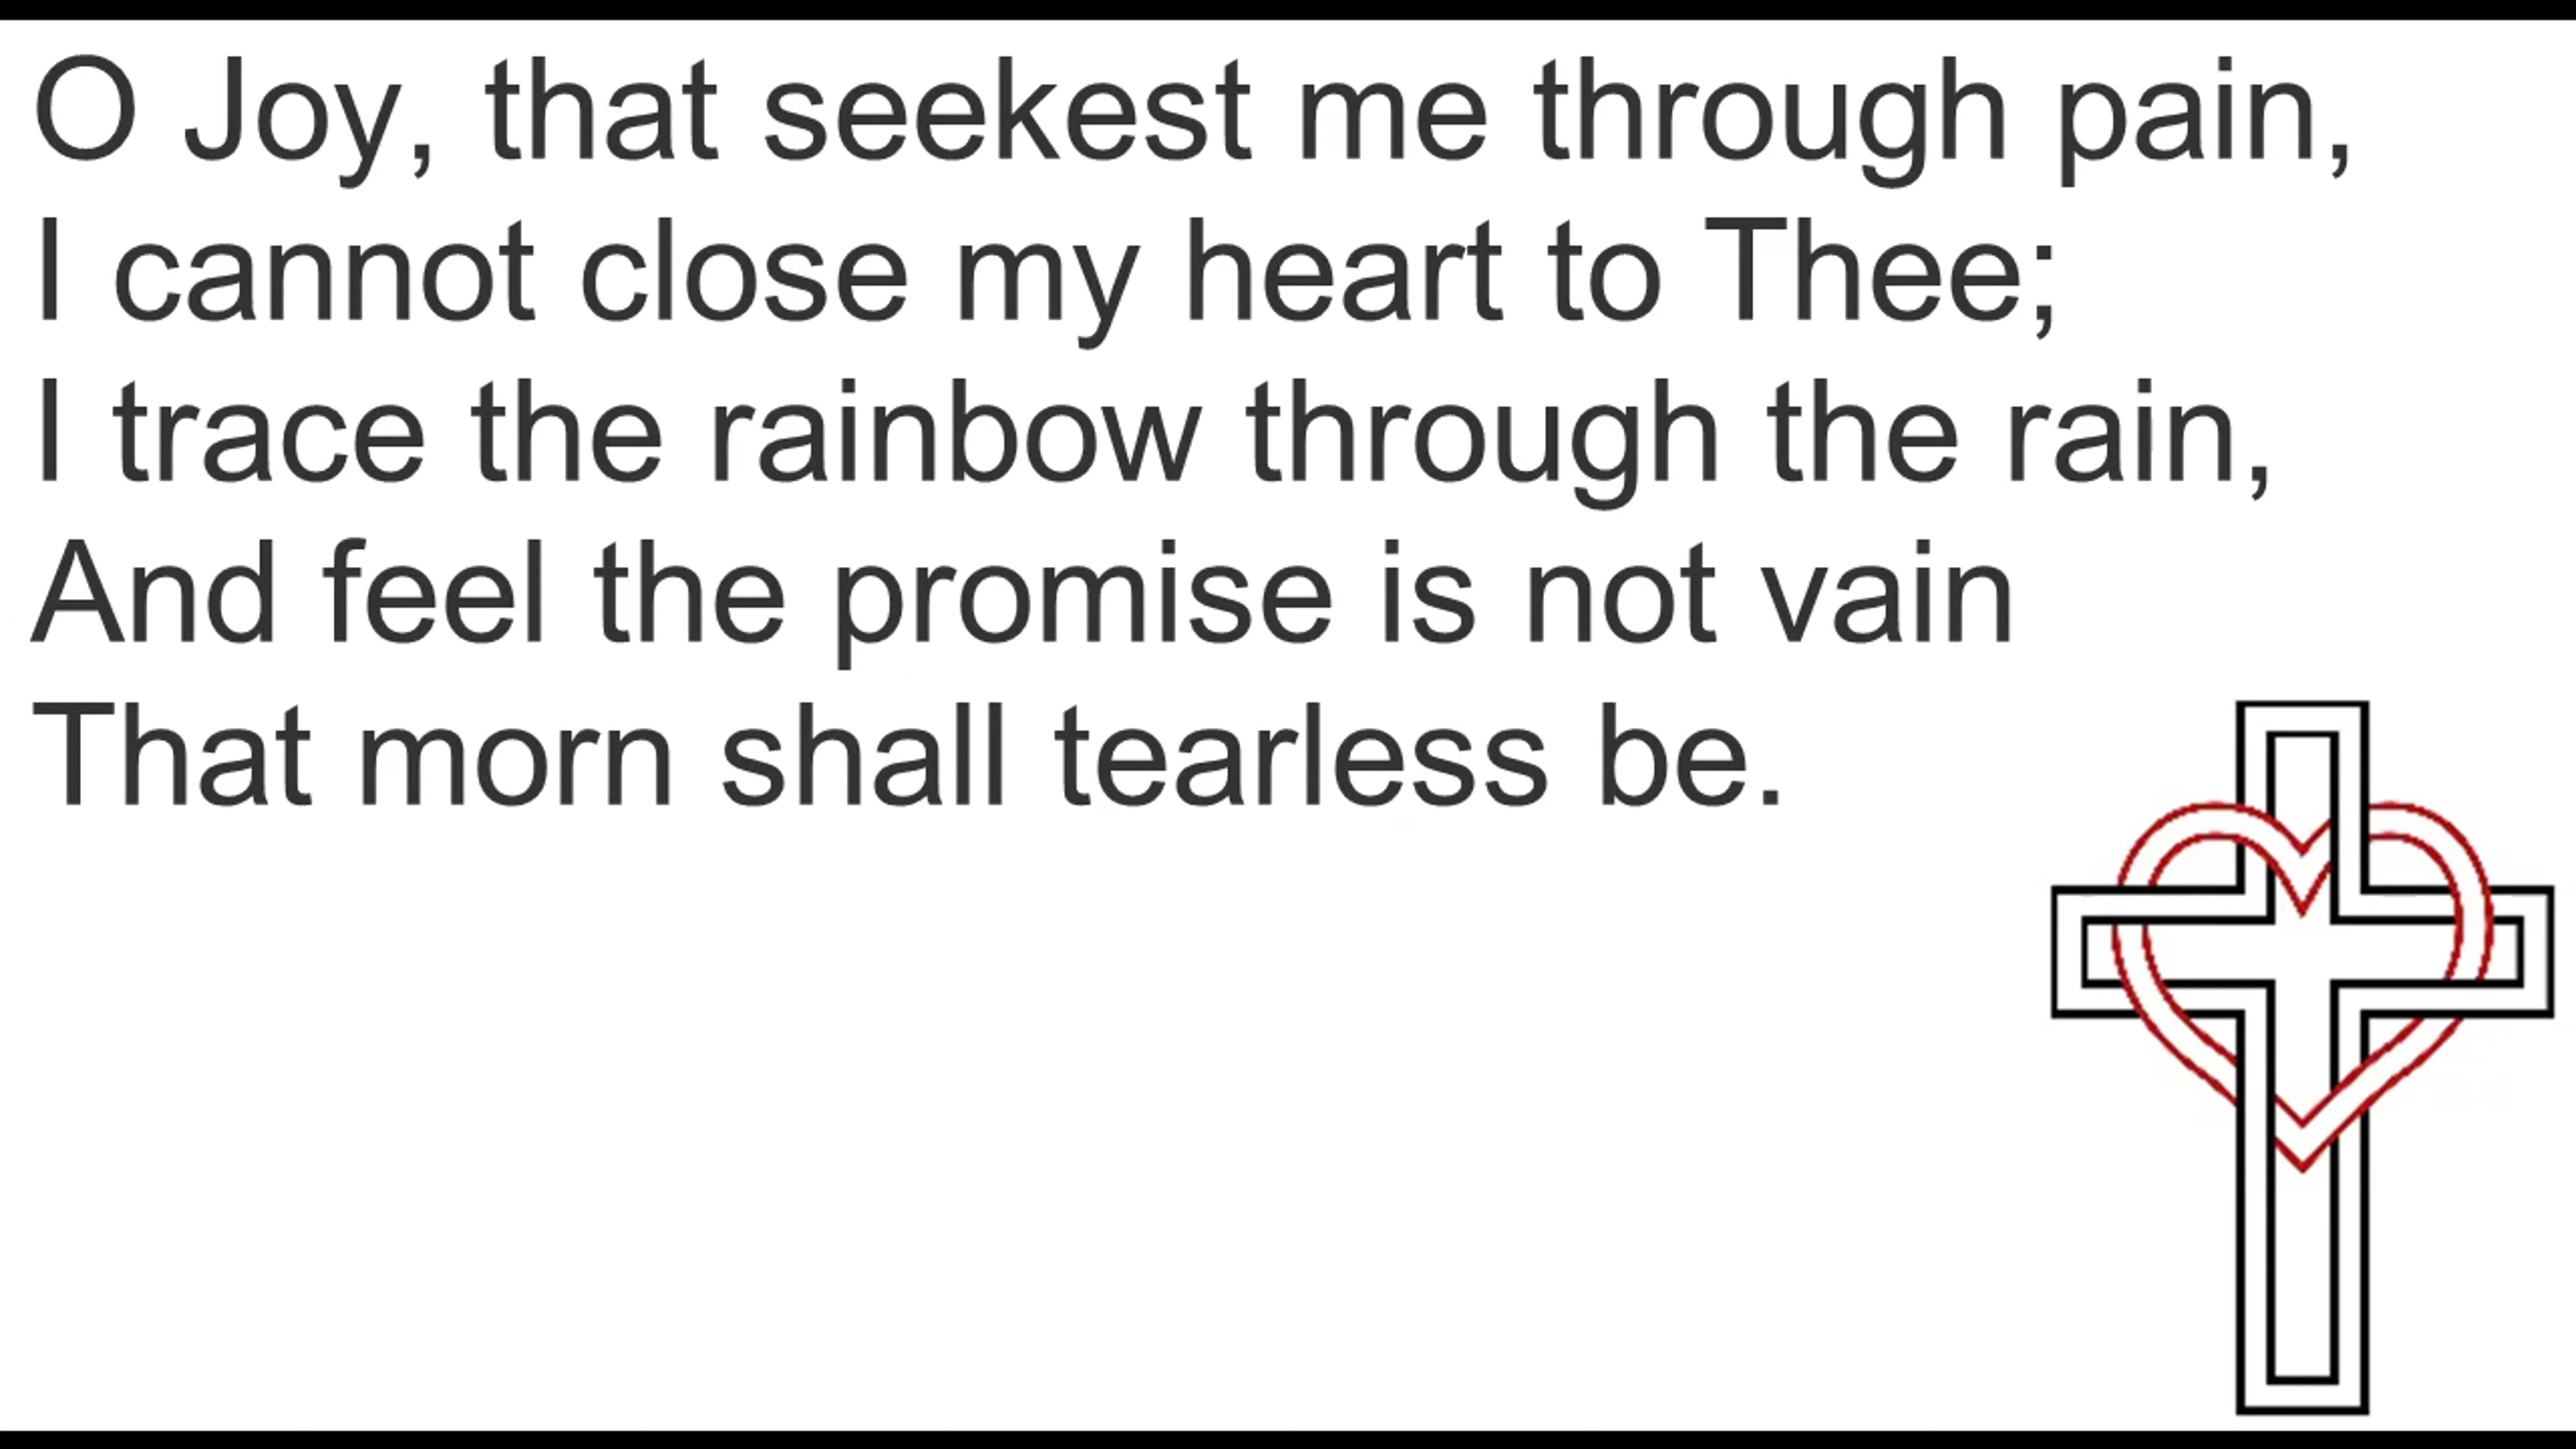 O Joy, that seekest me through pain,
I cannot close my heart to Thee;
I trace the rainbow through the rain,
And feel the promise is not vain
That morn shall tearless be.